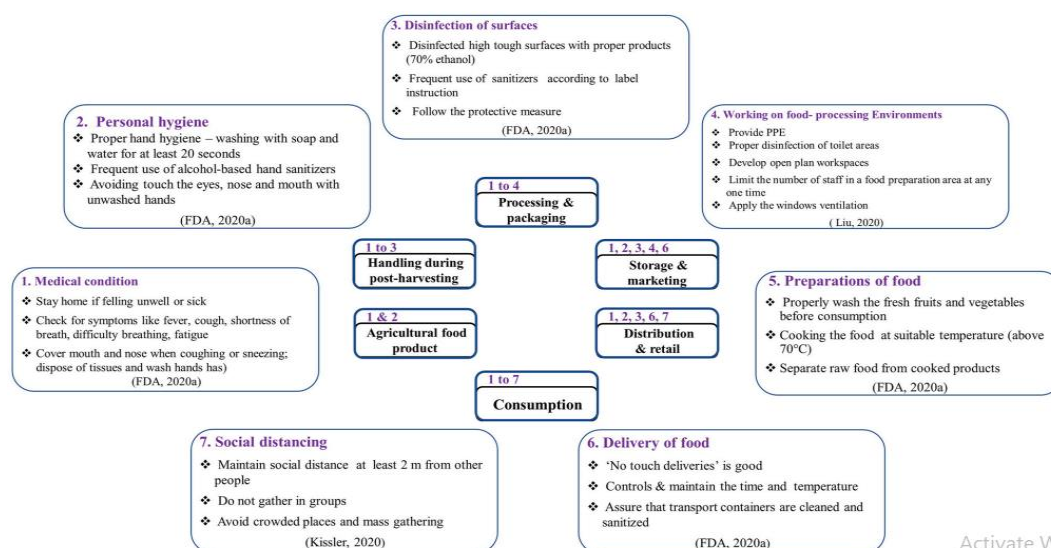 3. Disinfection of surfaces
❖ Disinfected high tough surfaces with proper products
(70% ethanol)
❖ Frequent use of sanitizers according to label
instruction
❖ Follow the protective measure
(FDA, 2020a)
2. Personal hygiene
❖ Proper hand hygiene – washing with soap and
water for at least 20 seconds
❖ Frequent use of alcohol-based hand sanitizers
❖ Avoiding touch the eyes, nose and mouth with
unwashed hands
(FDA, 2020a)
4. Working on food- processing Environments
❖ Provide PPE
❖ Proper disinfection of toilet areas
❖ Develop open plan workspaces
❖ Limit the number of staff in a food preparation area at any
one time
❖ Apply the windows ventilation
( Liu, 2020)
1 to 4
Processing &
packaging
1 to 3
Handling during
post-harvesting
1, 2, 3, 4, 6
Storage &
marketing
1. Medical condition
❖ Stay home if felling unwell or sick
❖ Check for symptoms like fever, cough, shortness of
breath, difficulty breathing, fatigue
❖ Cover mouth and nose when coughing or sneezing;
dispose of tissues and wash hands has)
(FDA, 2020a)
1 & 2
Agricultural food
product
1, 2, 3, 6, 7
Distribution
& retail
5. Preparations of food
❖ Properly wash the fresh fruits and vegetables
before consumption
❖ Cooking the food at suitable temperature (above
70°C)
❖ Separate raw food from cooked products
(FDA, 2020a)
1 to 7
Consumption
7. Social distancing
❖ Maintain social distance at least 2 m from other
people
❖ Do not gather in groups
❖ Avoid crowded places and mass gathering
(Kissler, 2020)
6. Delivery of food
❖ ‘No touch deliveries’ is good
❖ Controls & maintain the time and temperature
❖ Assure that transport containers are cleaned and
sanitized
(FDA, 2020a)
Activate W